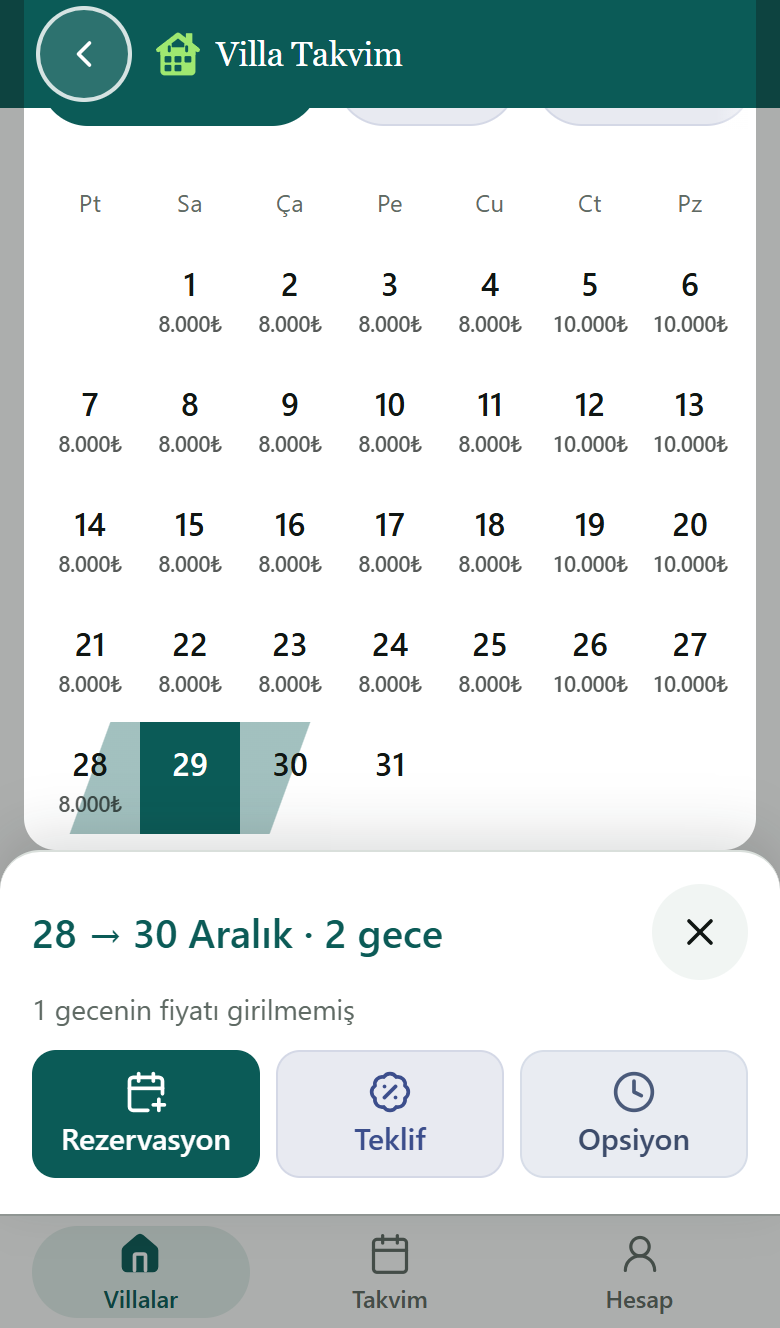 Villa Takvim
Pt Sa Ça Pe Cu Ct Pz
1 2 3 4 5 6
8.000₺ 8.000₺ 8.000₺ 8.000₺ 10.000₺ 10.000₺
7 8 9 10 11 12 13
8.000₺ 8.000₺ 8.000₺ 8.000₺ 8.000₺ 10.000₺ 10.000₺
14 15 16 17 18 19 20
8.000₺ 8.000₺ 8.000₺ 8.000₺ 8.000₺ 10.000₺ 10.000₺
21 22 23 24 25 26 27
8.000₺ 8.000₺ 8.000₺ 8.000₺ 8.000₺ 10.000₺ 10.000₺
28 29 30 31
8.000₺
28 → 30 Aralık · 2 gece
1 gecenin fiyatı girilmemiş
Rezervasyon Teklif Opsiyon
Villalar Takvim Hesap